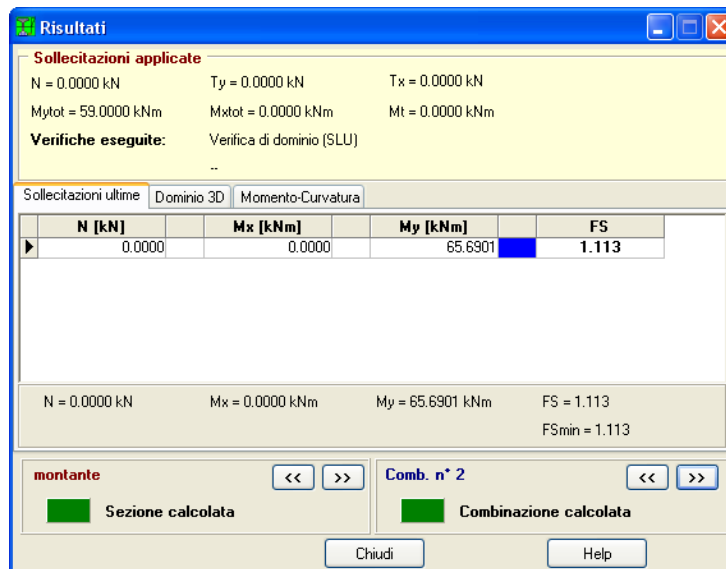 Risultati
Sollecitazioni applicate
N = 0.0000 kN Ty = 0.0000 kN Tx = 0.0000 kN
Mytot = 59.0000 kNm Mxtot = 0.0000 kNm Mt = 0.0000 kNm
Verifiche eseguite: Verifica di dominio (SLU)
--
Sollecitazioni ultime Dominio 3D Momento-Curvatura
N [kN] Mx [kNm] My [kNm] FS
0.0000 0.0000 65.6901 1.113
N = 0.0000 kN Mx = 0.0000 kNm My = 65.6901 kNm FS = 1.113
FSmin = 1.113
montante << >> Comb. n° 2 << >>
Sezione calcolata Combinazione calcolata
Chiudi Help